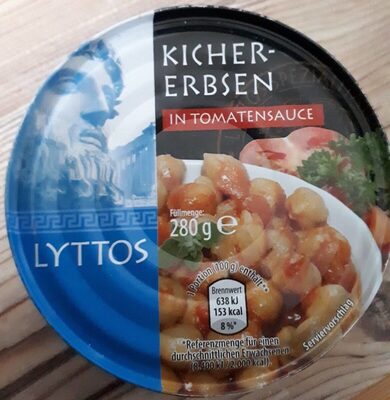 KICHER-
ERBSEN
IN TOMATENSAUCE
LYTTOS
Füllmenge:
280 g ℮
1 Portion (100 g) enthält**
Brennwert
638 kJ
153 kcal
8%*
*Referenzmenge für einen
durchschnittlichen Erwachsenen
(8.400 kJ / 2.000 kcal).
Serviervorschlag